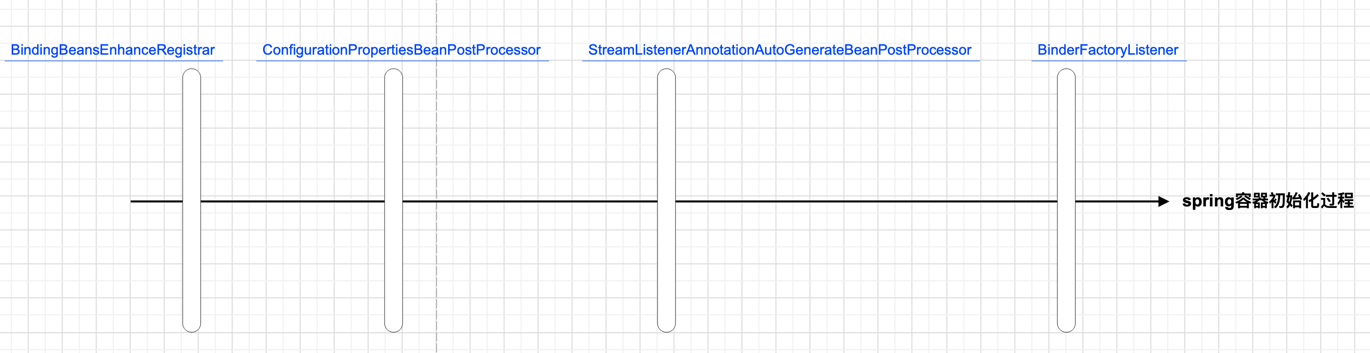 BindingBeansEnhanceRegistrar
ConfigurationPropertiesBeanPostProcessor
StreamListenerAnnotationAutoGenerateBeanPostProcessor
BinderFactoryListener
spring容器初始化过程